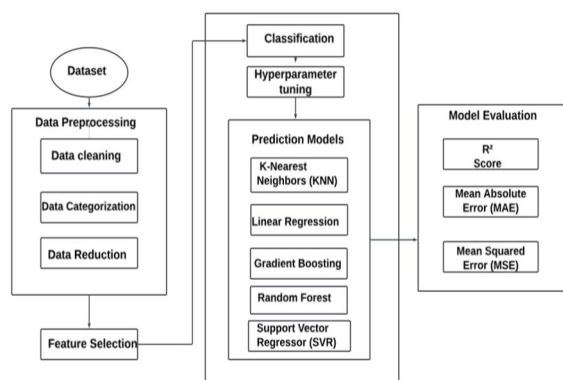 Dataset
Data Preprocessing
Data cleaning
Data Categorization
Data Reduction
Feature Selection
Classification
Hyperparameter
tuning
Prediction Models
K-Nearest
Neighbors (KNN)
Linear Regression
Gradient Boosting
Random Forest
Support Vector
Regressor (SVR)
Model Evaluation
R²
Score
Mean Absolute
Error (MAE)
Mean Squared
Error (MSE)